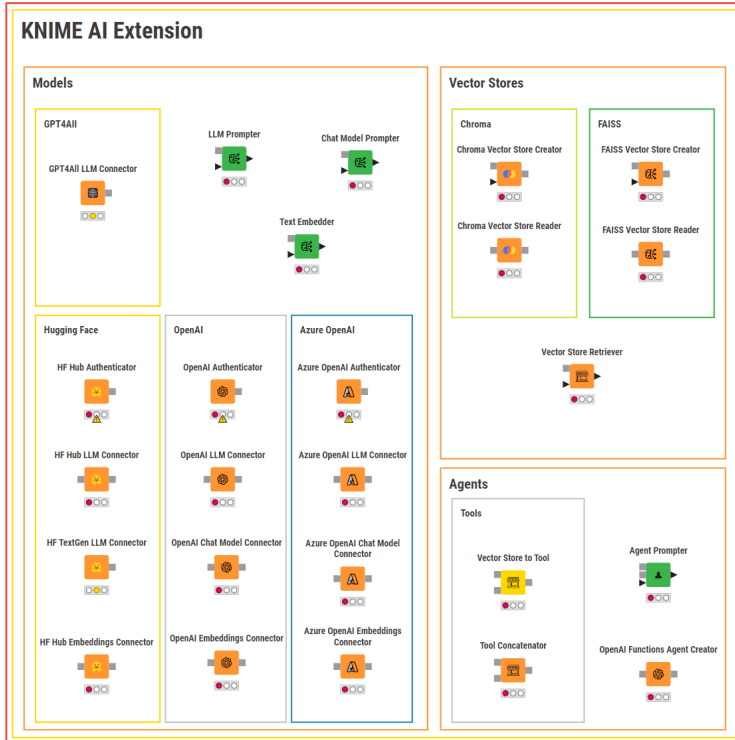 KNIME AI Extension
Models
GPT4All
GPT4All LLM Connector
LLM Prompter
Chat Model Prompter
Text Embedder
Hugging Face
HF Hub Authenticator
HF Hub LLM Connector
HF TextGen LLM Connector
HF Hub Embeddings Connector
OpenAI
OpenAI Authenticator
OpenAI LLM Connector
OpenAI Chat Model Connector
OpenAI Embeddings Connector
Azure OpenAI
Azure OpenAI Authenticator
Azure OpenAI LLM Connector
Azure OpenAI Chat Model
Connector
Azure OpenAI Embeddings
Connector
Vector Stores
Chroma
Chroma Vector Store Creator
Chroma Vector Store Reader
FAISS
FAISS Vector Store Creator
FAISS Vector Store Reader
Vector Store Retriever
Agents
Tools
Vector Store to Tool
Tool Concatenator
Agent Prompter
OpenAI Functions Agent Creator